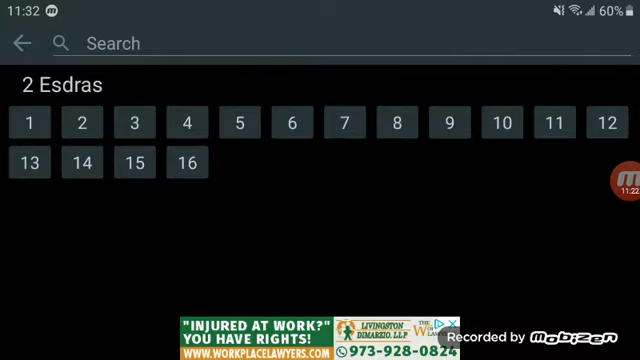 11:32 60%
Search
2 Esdras
1 2 3 4 5 6 7 8 9 10 11 12
13 14 15 16
11:22
"INJURED AT WORK?"
YOU HAVE RIGHTS!
WWW.WORKPLACELAWYERS.COM
LIVINGSTON
DIMARZIO, LLP
THE
973-928-0824
Recorded by mobizen